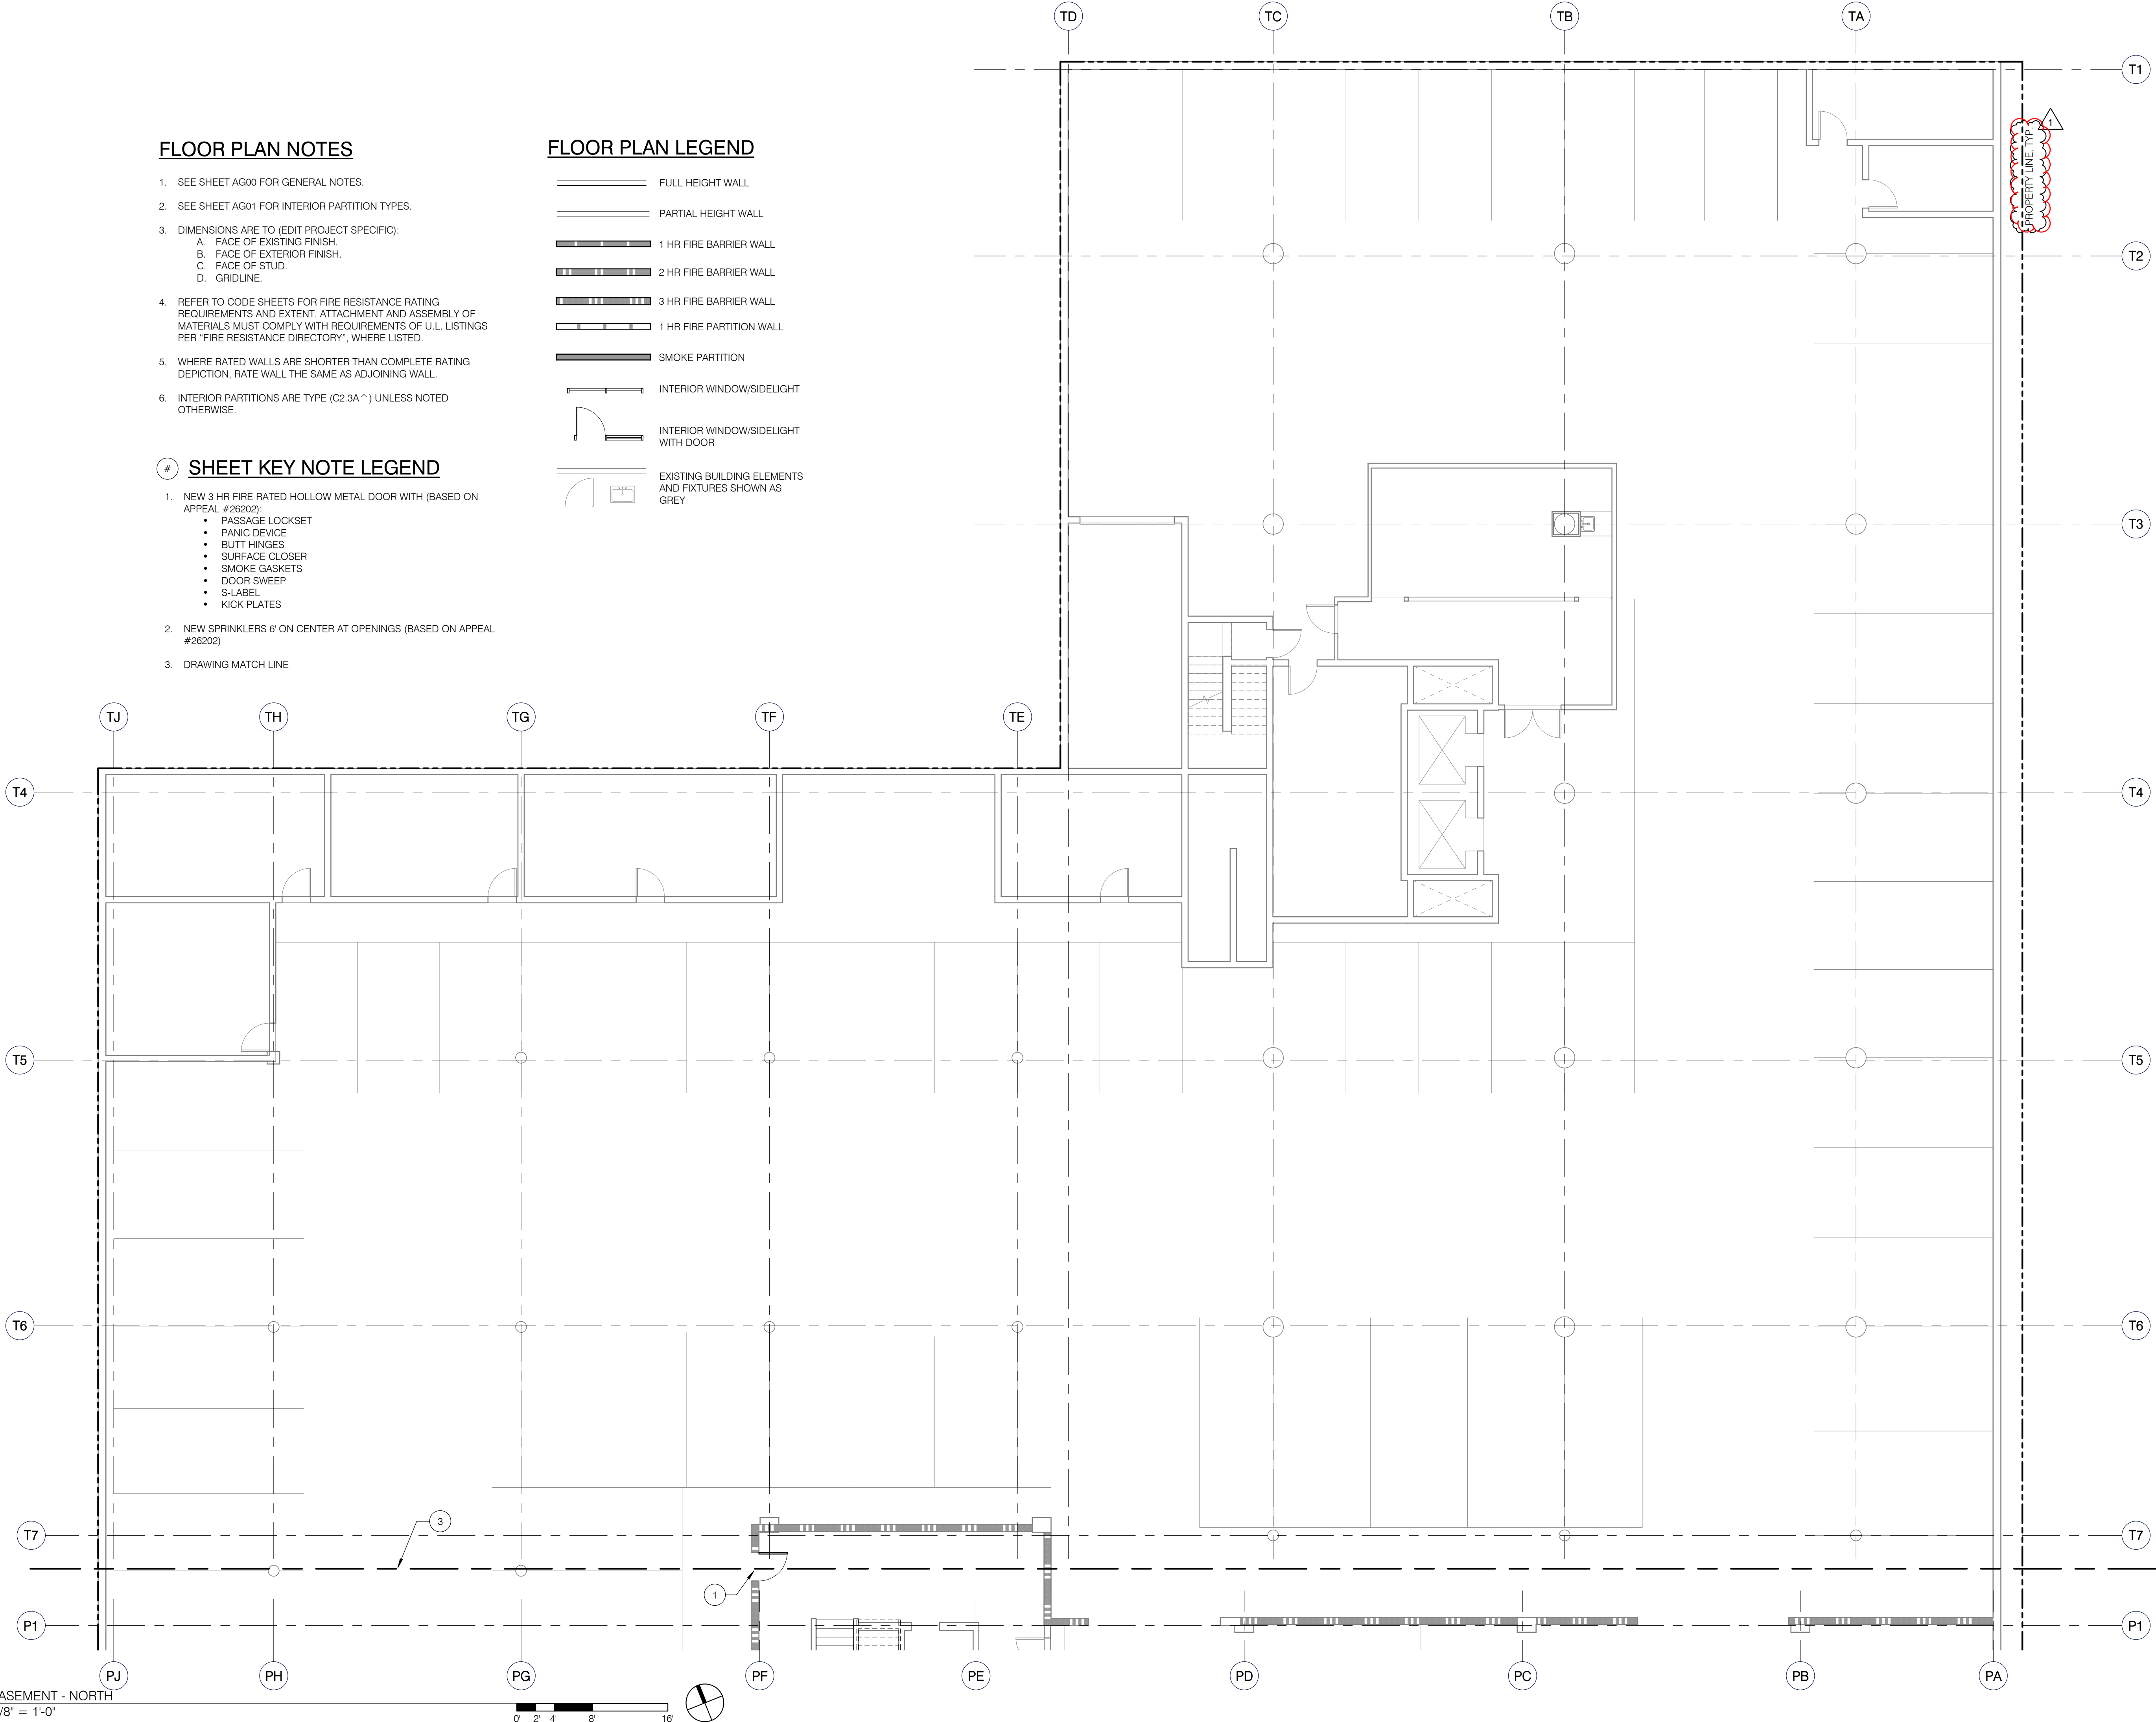 TD TC TB TA
T1
1
PROPERTY LINE, TYP.
FLOOR PLAN NOTES
1. SEE SHEET AG00 FOR GENERAL NOTES.
2. SEE SHEET AG01 FOR INTERIOR PARTITION TYPES.
3. DIMENSIONS ARE TO (EDIT PROJECT SPECIFIC):
A. FACE OF EXISTING FINISH.
B. FACE OF EXTERIOR FINISH.
C. FACE OF STUD.
D. GRIDLINE.
4. REFER TO CODE SHEETS FOR FIRE RESISTANCE RATING
REQUIREMENTS AND EXTENT. ATTACHMENT AND ASSEMBLY OF
MATERIALS MUST COMPLY WITH REQUIREMENTS OF U.L. LISTINGS
PER "FIRE RESISTANCE DIRECTORY", WHERE LISTED.
5. WHERE RATED WALLS ARE SHORTER THAN COMPLETE RATING
DEPICTION, RATE WALL THE SAME AS ADJOINING WALL.
6. INTERIOR PARTITIONS ARE TYPE (C2.3A^) UNLESS NOTED
OTHERWISE.
# SHEET KEY NOTE LEGEND
1. NEW 3 HR FIRE RATED HOLLOW METAL DOOR WITH (BASED ON
APPEAL #26202):
• PASSAGE LOCKSET
• PANIC DEVICE
• BUTT HINGES
• SURFACE CLOSER
• SMOKE GASKETS
• DOOR SWEEP
• S-LABEL
• KICK PLATES
2. NEW SPRINKLERS 6' ON CENTER AT OPENINGS (BASED ON APPEAL
#26202)
3. DRAWING MATCH LINE
FLOOR PLAN LEGEND
FULL HEIGHT WALL
PARTIAL HEIGHT WALL
1 HR FIRE BARRIER WALL
2 HR FIRE BARRIER WALL
3 HR FIRE BARRIER WALL
1 HR FIRE PARTITION WALL
SMOKE PARTITION
INTERIOR WINDOW/SIDELIGHT
INTERIOR WINDOW/SIDELIGHT
WITH DOOR
EXISTING BUILDING ELEMENTS
AND FIXTURES SHOWN AS
GREY
T2
T3
TJ TH TG TF TE
T4 T4
T5 T5
T6 T6
3
T7 T7
1
P1 P1
PJ PH PG PF PE PD PC PB PA
ASEMENT - NORTH
/8" = 1'-0"
0' 2' 4' 8' 16'